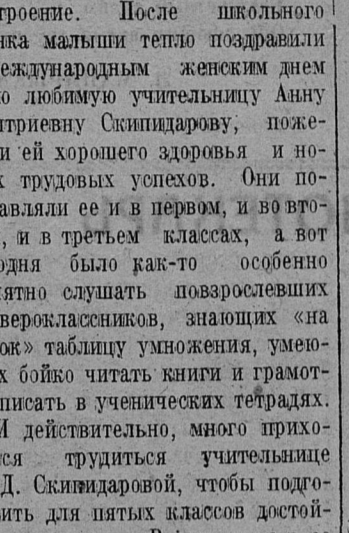 троение. После школьного
нка малыши тепло поздравили
еждународным женским днем
ю любимую учительницу Анну
итриевну Скипидарову, поже-
и ей хорошего здоровья и но-
х трудовых успехов. Они по-
авляли ее и в первом, и во вто-
, и в третьем классах, а вот
одня было как-то особенно
иятно слушать повзрослевших
вероклассников, знающих «на
ок» таблицу умножения, умею-
х бойко читать книги и грамот-
писать в ученических тетрадях.
И действительно, много прихо-
ся трудиться учительнице
Д. Скипидаровой, чтобы подго-
ить для пятых классов достой-